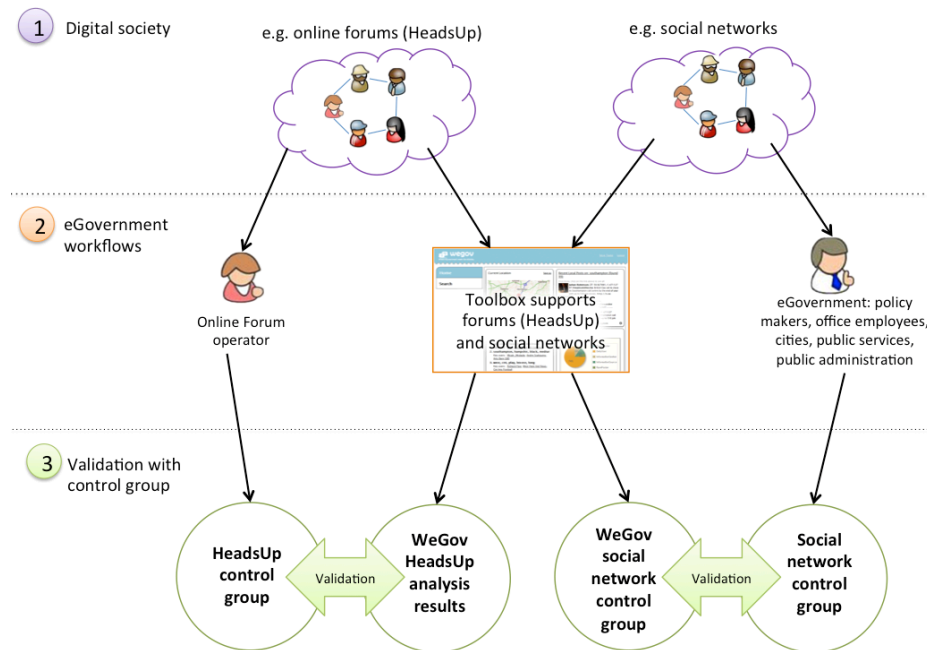 1
Digital society
e.g. online forums (HeadsUp)
e.g. social networks
2
eGovernment
workflows
wegov
Search
Toolbox supports
forums (HeadsUp)
and social networks
Online Forum
operator
eGovernment: policy
makers, office employees,
cities, public services,
public administration
3
Validation with
control group
HeadsUp
control
group
Validation
WeGov
HeadsUp
analysis
results
WeGov
social
network
control
group
Validation
Social
network
control
group